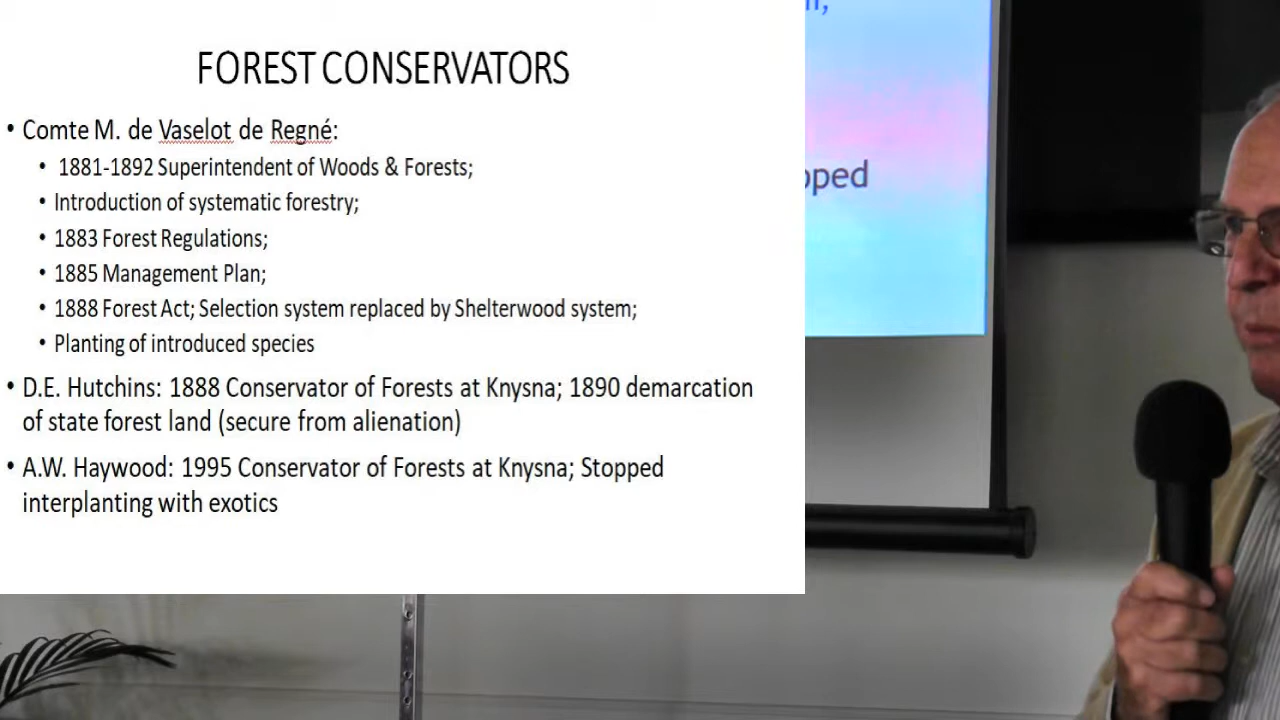 FOREST CONSERVATORS
• Comte M. de Vaselot de Regné:
• 1881-1892 Superintendent of Woods & Forests;
• Introduction of systematic forestry;
• 1883 Forest Regulations;
• 1885 Management Plan;
• 1888 Forest Act; Selection system replaced by Shelterwood system;
• Planting of introduced species
• D.E. Hutchins: 1888 Conservator of Forests at Knysna; 1890 demarcation
of state forest land (secure from alienation)
• A.W. Haywood: 1995 Conservator of Forests at Knysna; Stopped
interplanting with exotics